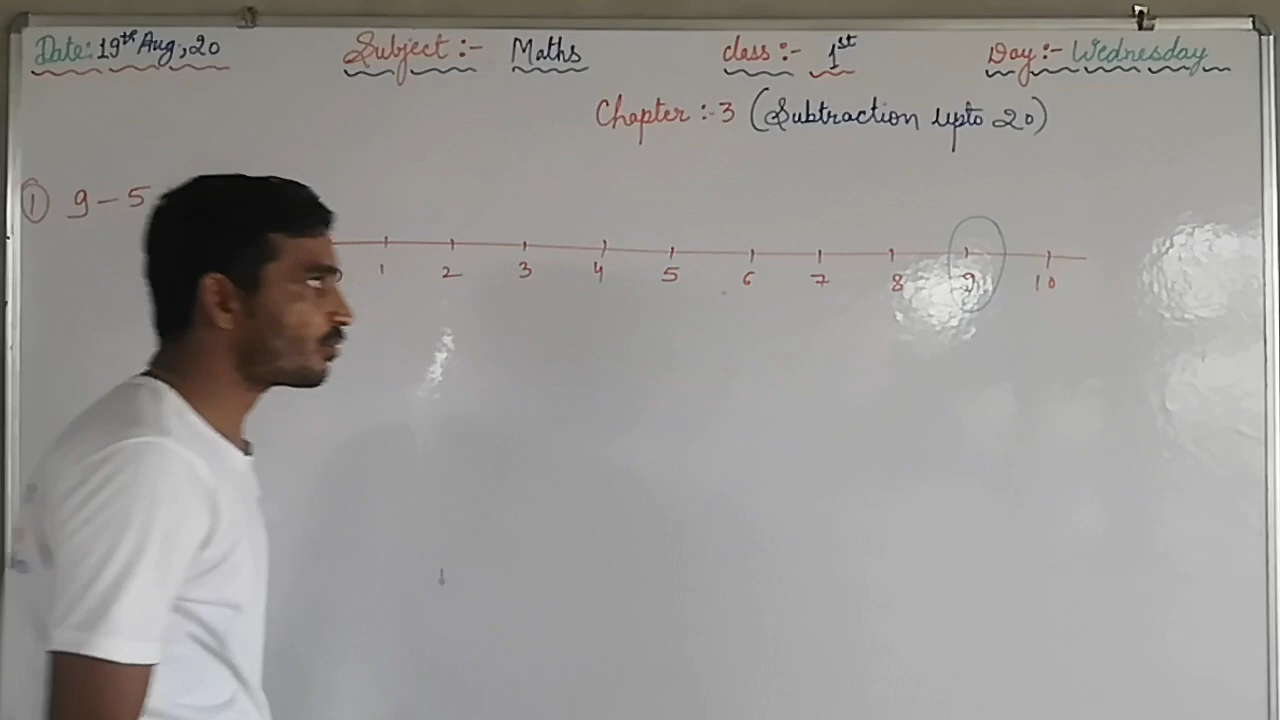 Date: 19th Aug, 20 Subject :- Maths class :- 1st Day :- Wednesday
Chapter :- 3 (Subtraction upto 20)
① 9 - 5
1 2 3 4 5 6 7 8 9 10